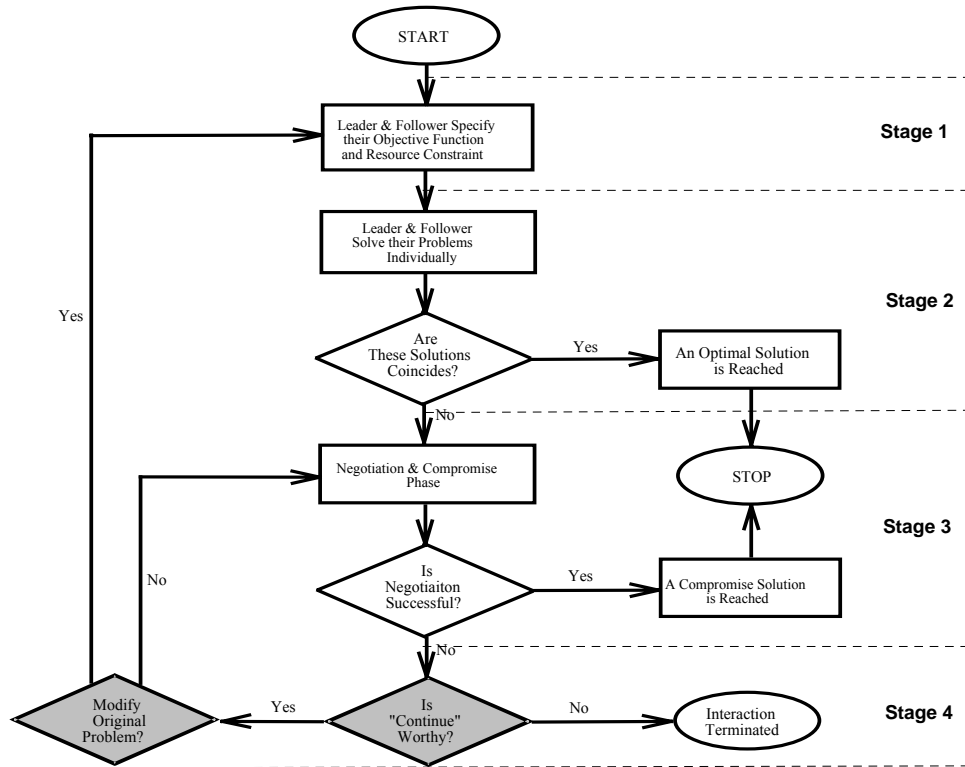 START
Stage 1
Leader & Follower Specify
their Objective Function
and Resource Constraint
Leader & Follower
Solve their Problems
Individually
Stage 2
Yes
Are
These Solutions
Coincides?
Yes
An Optimal Solution
is Reached
No
Negotiation & Compromise
Phase
STOP
Stage 3
No
Is
Negotiaiton
Successful?
Yes
A Compromise Solution
is Reached
No
Modify
Original
Problem?
Yes
Is
"Continue"
Worthy?
No
Interaction
Terminated
Stage 4